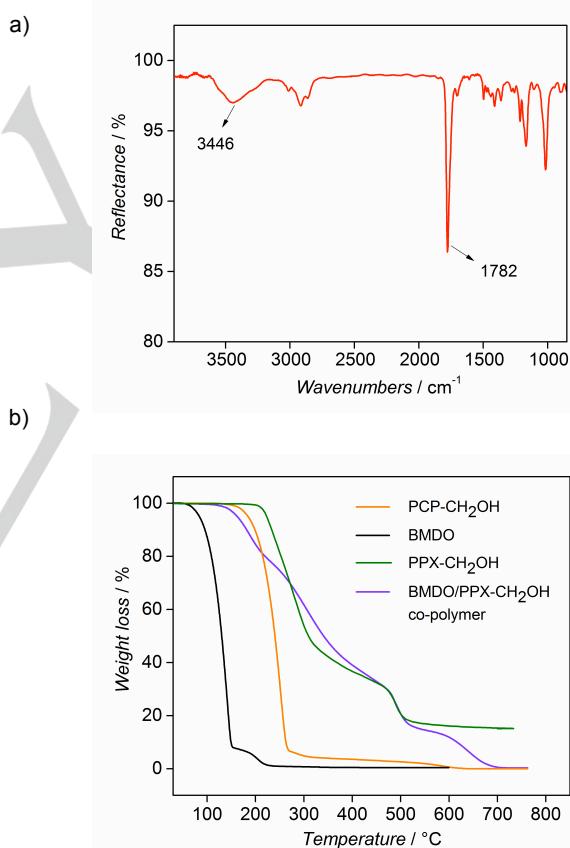 a)
100
95
90
85
80
Reflectance / %
3446
1782
3500 3000 2500 2000 1500 1000
Wavenumbers / cm-1
b)
100
80
60
40
20
0
Weight loss / %
PCP-CH2OH
BMDO
PPX-CH2OH
BMDO/PPX-CH2OH
co-polymer
100 200 300 400 500 600 700 800
Temperature / °C